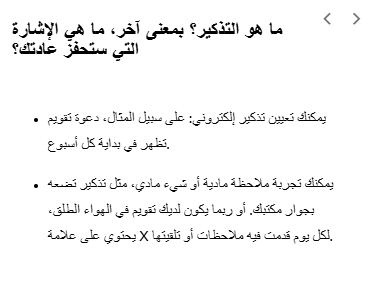 ما هو التذكير؟ بمعنى آخر، ما هي الإشارة
التي ستحفز عادتك؟
• يمكنك تعيين تذكير إلكتروني: على سبيل المثال، دعوة تقويم
تظهر في بداية كل أسبوع.
• يمكنك تجربة ملاحظة مادية أو شيء مادي، مثل تذكير تضعه
بجوار مكتبك. أو ربما يكون لديك تقويم في الهواء الطلق،
يحتوي على علامة X لكل يوم قدمت فيه ملاحظات أو تلقيتها.